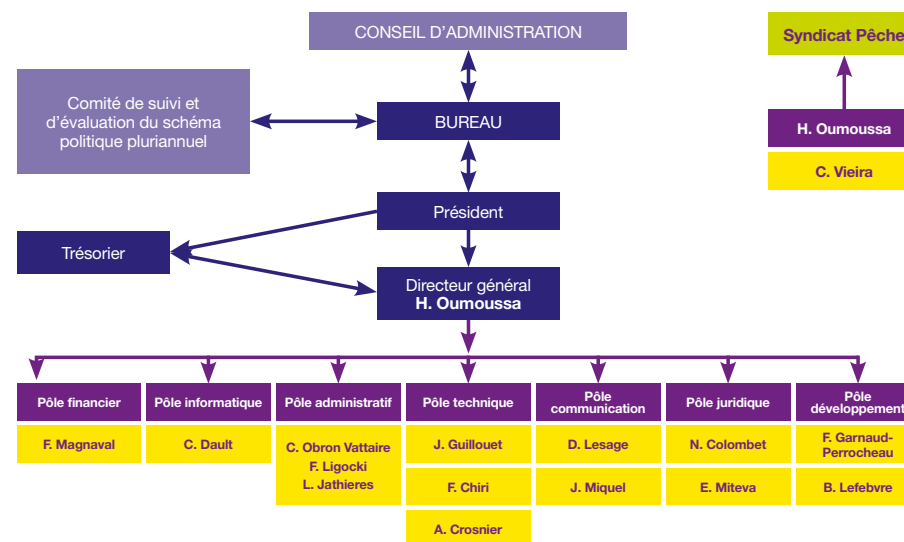 CONSEIL D'ADMINISTRATION
Syndicat Pêche
Comité de suivi et
d'évaluation du schéma
politique pluriannuel
BUREAU
H. Oumoussa
C. Vieira
Président
Trésorier
Directeur général
H. Oumoussa
Pôle financier
Pôle informatique
Pôle administratif
Pôle technique
Pôle
communication
Pôle juridique
Pôle
développement
F. Magnaval
C. Dault
C. Obron Vattaire
F. Ligocki
L. Jathieres
J. Guillouet
F. Chiri
A. Crosnier
D. Lesage
J. Miquel
N. Colombet
E. Miteva
F. Garnaud-
Perrocheau
B. Lefebvre